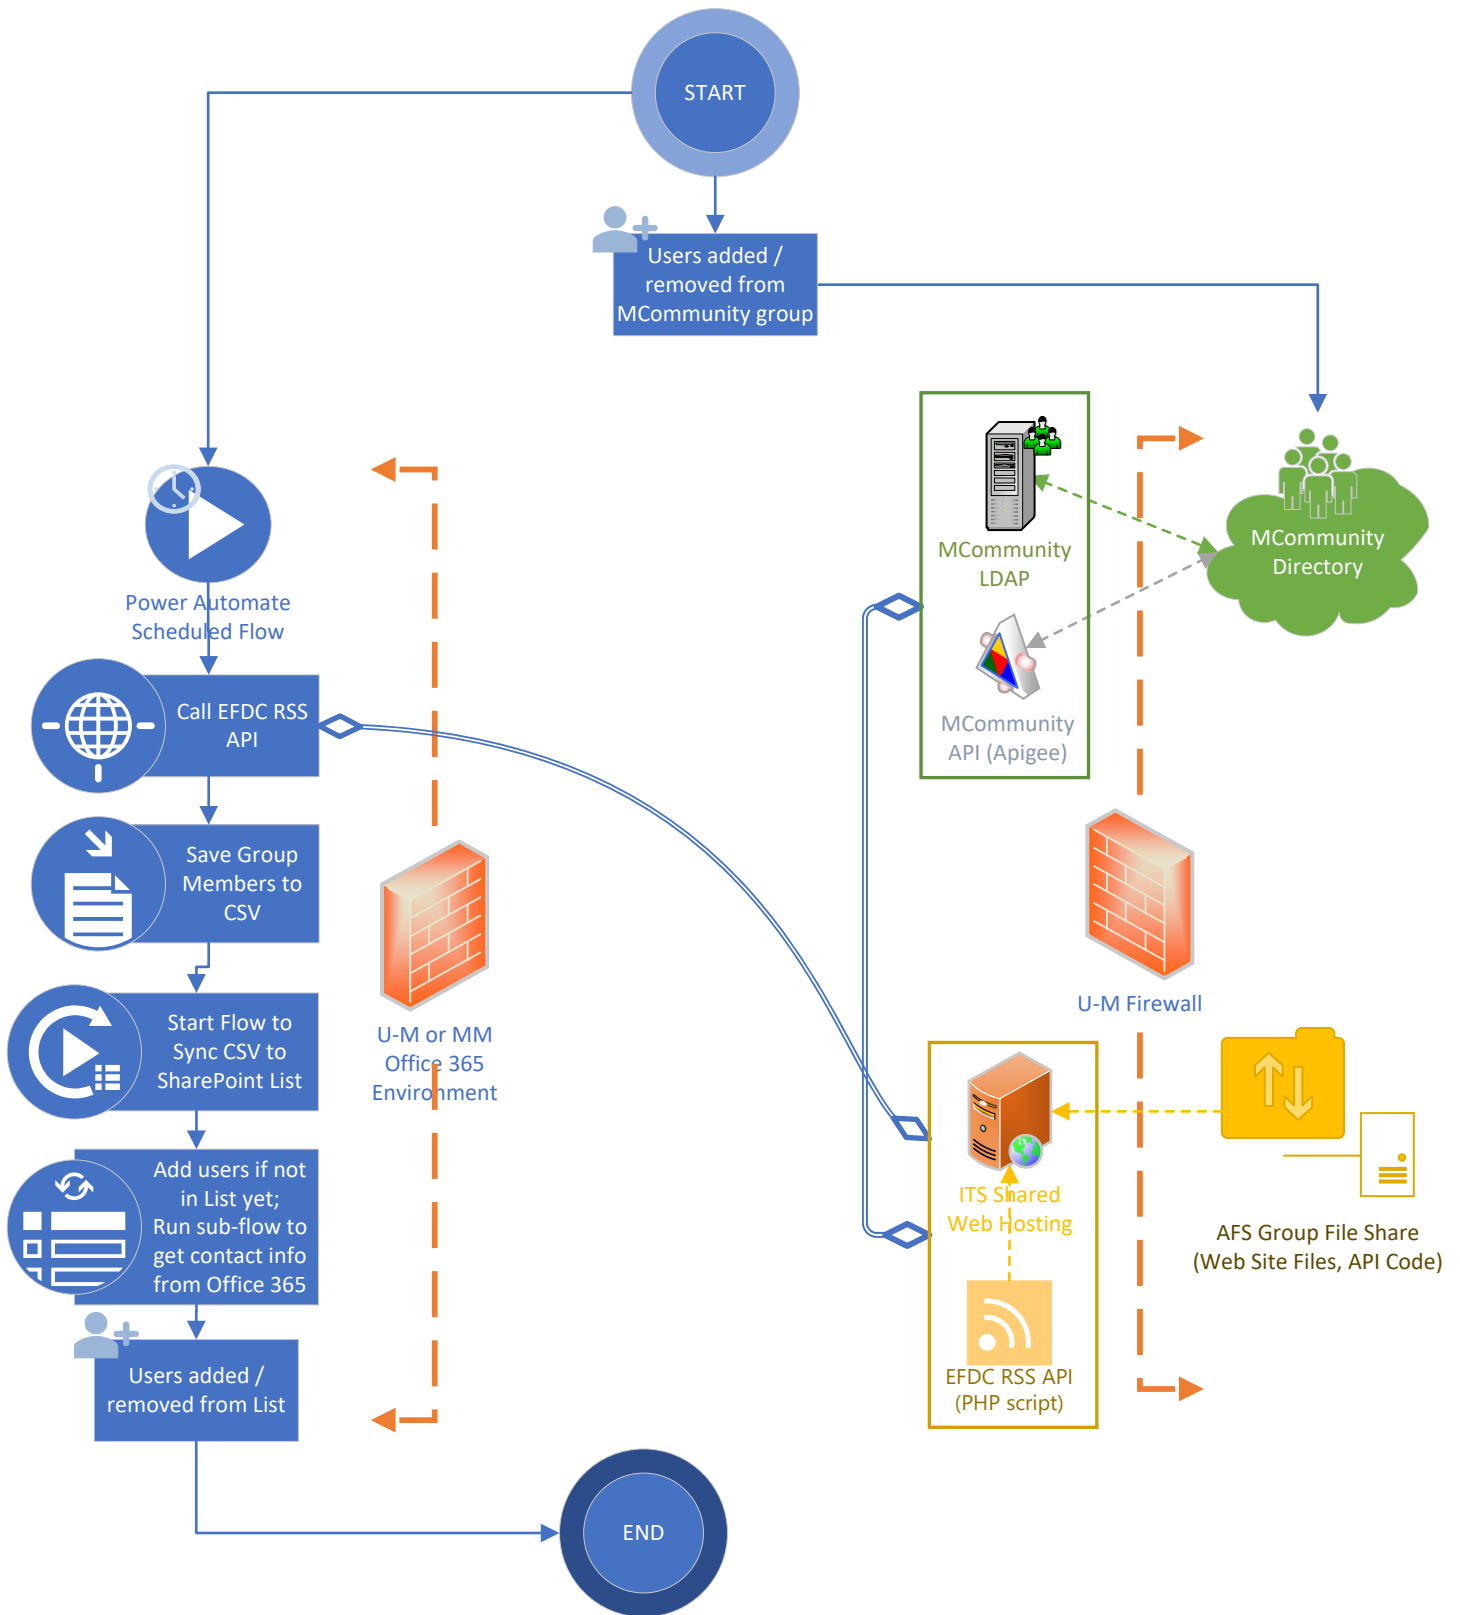 START
Users added /
removed from
MCommunity group
MCommunity
LDAP
MCommunity
Directory
Power Automate
Scheduled Flow
Call EFDC RSS
API
MCommunity
API (Apigee)
Save Group
Members to
CSV
U-M Firewall
Start Flow to
Sync CSV to
SharePoint List
U-M or MM
Office 365
Environment
Add users if not
in List yet;
Run sub-flow to
get contact info
from Office 365
ITS Shared
Web Hosting
AFS Group File Share
(Web Site Files, API Code)
Users added /
removed from List
EFDC RSS API
(PHP script)
END